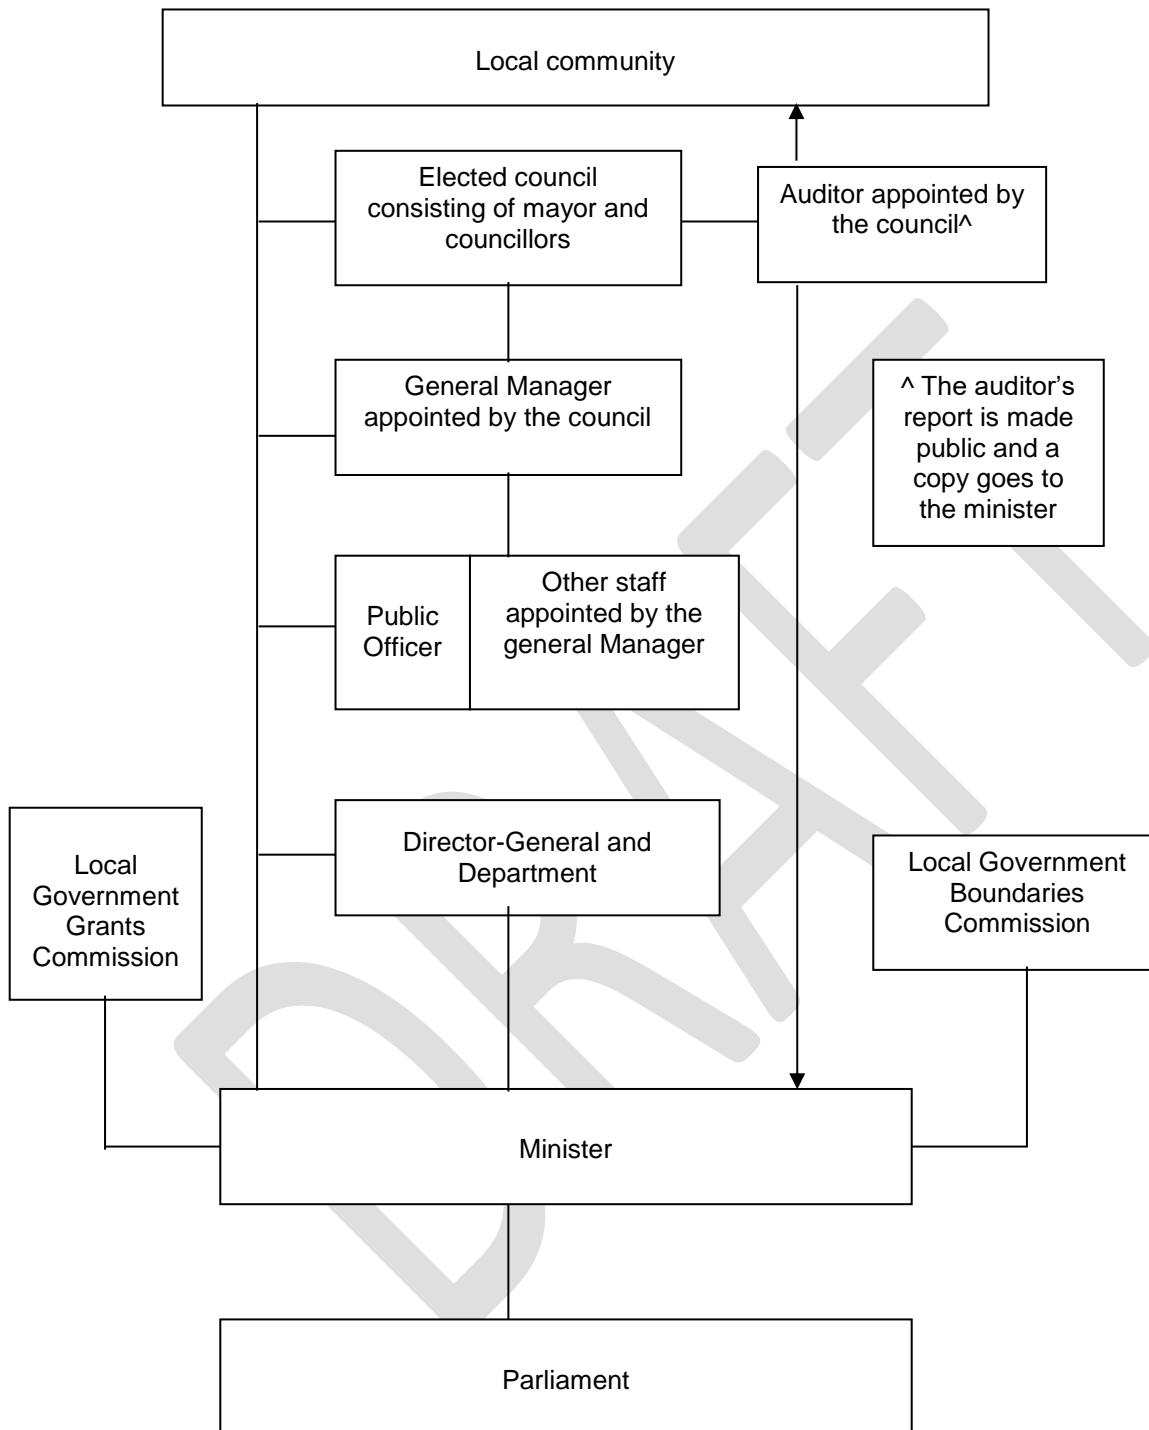 Local community
Elected council
consisting of mayor and
councillors
Auditor appointed by
the council^
General Manager
appointed by the council
^ The auditor’s
report is made
public and a
copy goes to
the minister
Public
Officer
Other staff
appointed by the
general Manager
Local
Government
Grants
Commission
Director-General and
Department
Local Government
Boundaries
Commission
Minister
Parliament
DRAFT